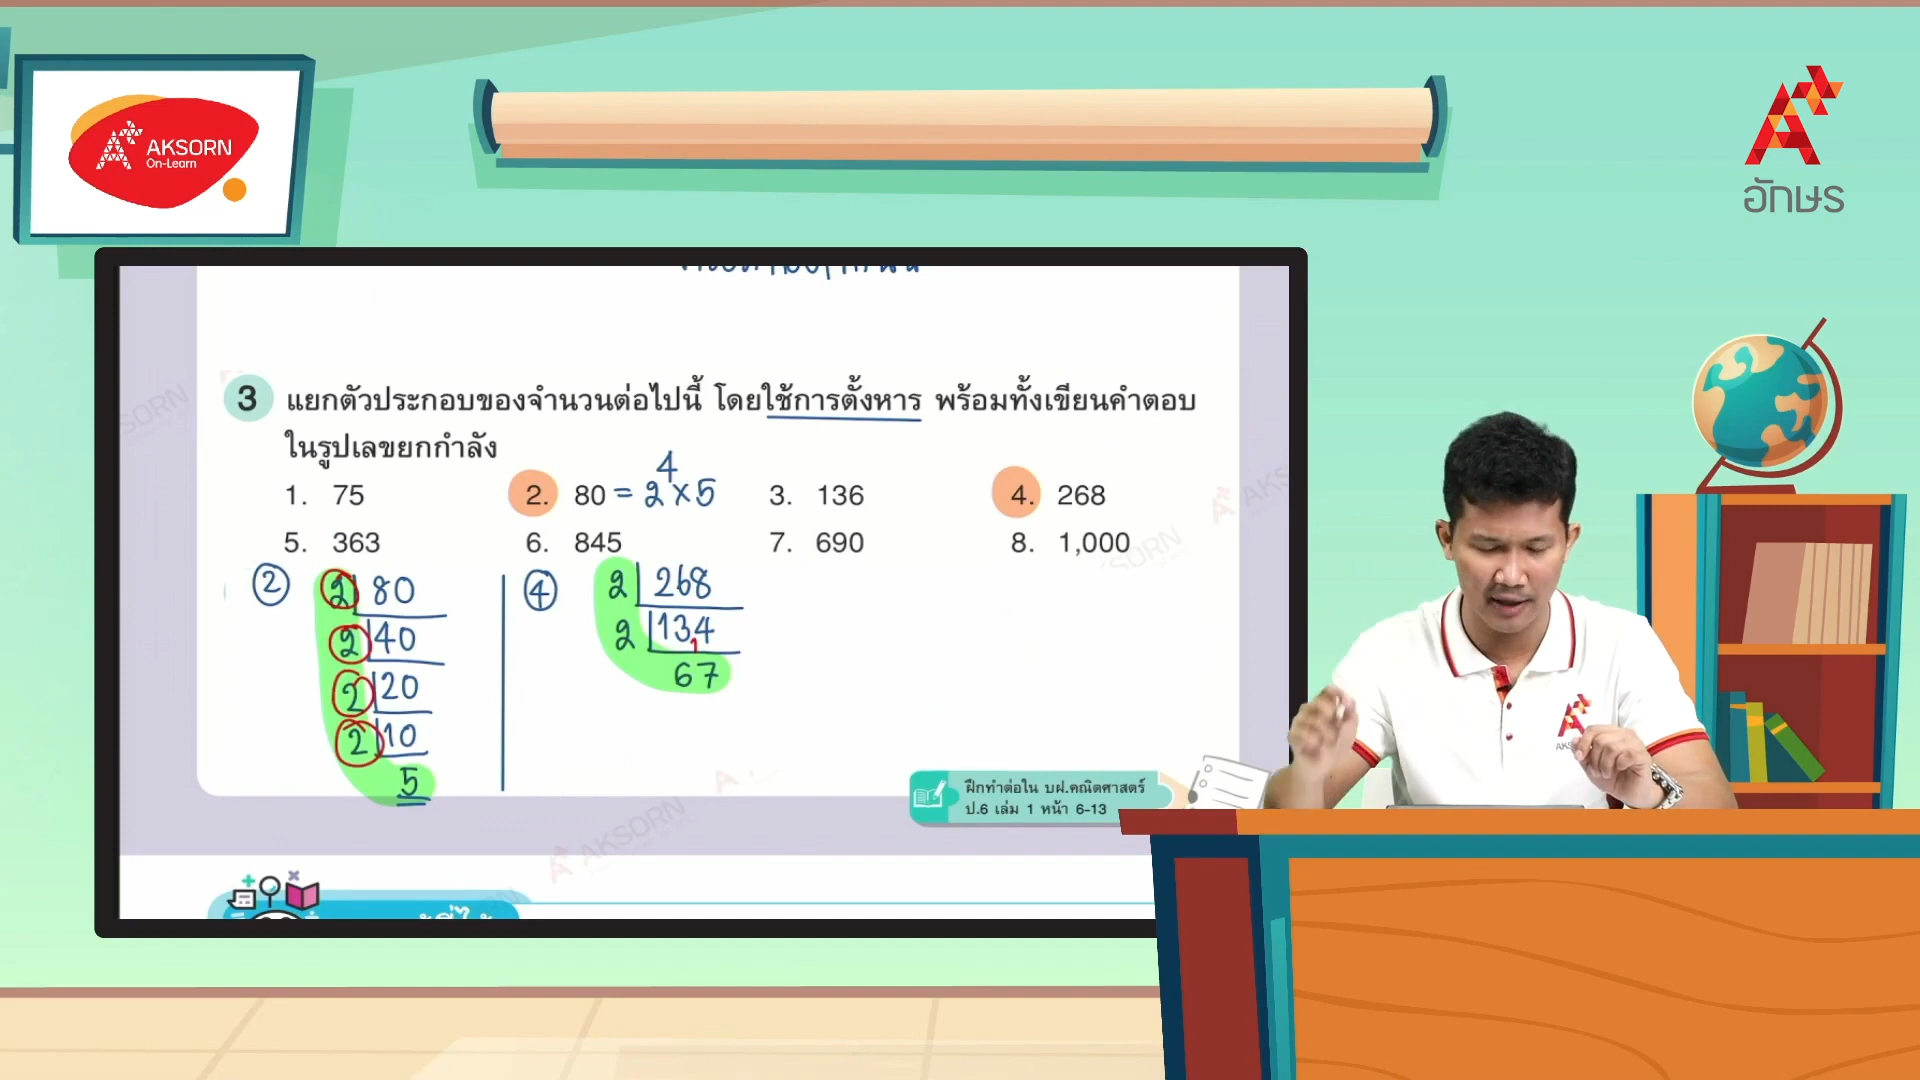 AKSORN
On-Learn
อักษร
3 แยกตัวประกอบของจำนวนต่อไปนี้ โดยใช้การตั้งหาร พร้อมทั้งเขียนคำตอบ
ในรูปเลขยกกำลัง
1. 75 2. 80 = 2⁴ × 5 3. 136 4. 268
5. 363 6. 845 7. 690 8. 1,000
② 2 80
2 40
2 20
2 10
5
④ 2 268
2 134
1
67
ฝึกทำต่อใน บฝ.คณิตศาสตร์
ป.6 เล่ม 1 หน้า 6-13
AKSORN